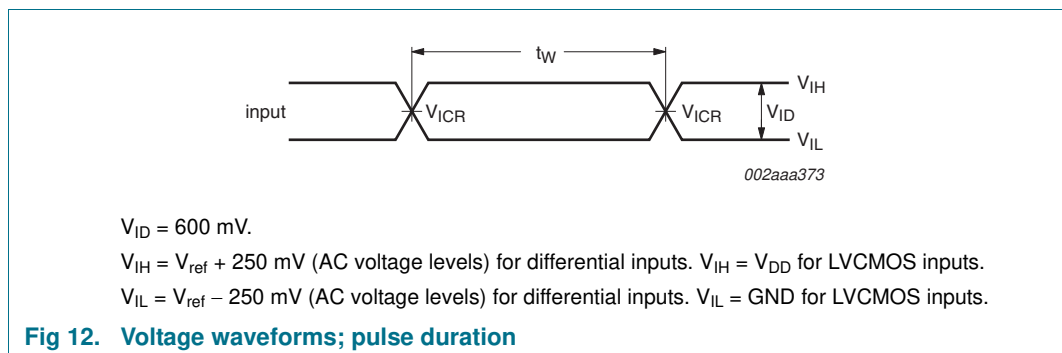 tW
VIH
input
VICR
VICR
VID
VIL
002aaa373
VID = 600 mV.
VIH = Vref + 250 mV (AC voltage levels) for differential inputs. VIH = VDD for LVCMOS inputs.
VIL = Vref − 250 mV (AC voltage levels) for differential inputs. VIL = GND for LVCMOS inputs.
Fig 12. Voltage waveforms; pulse duration